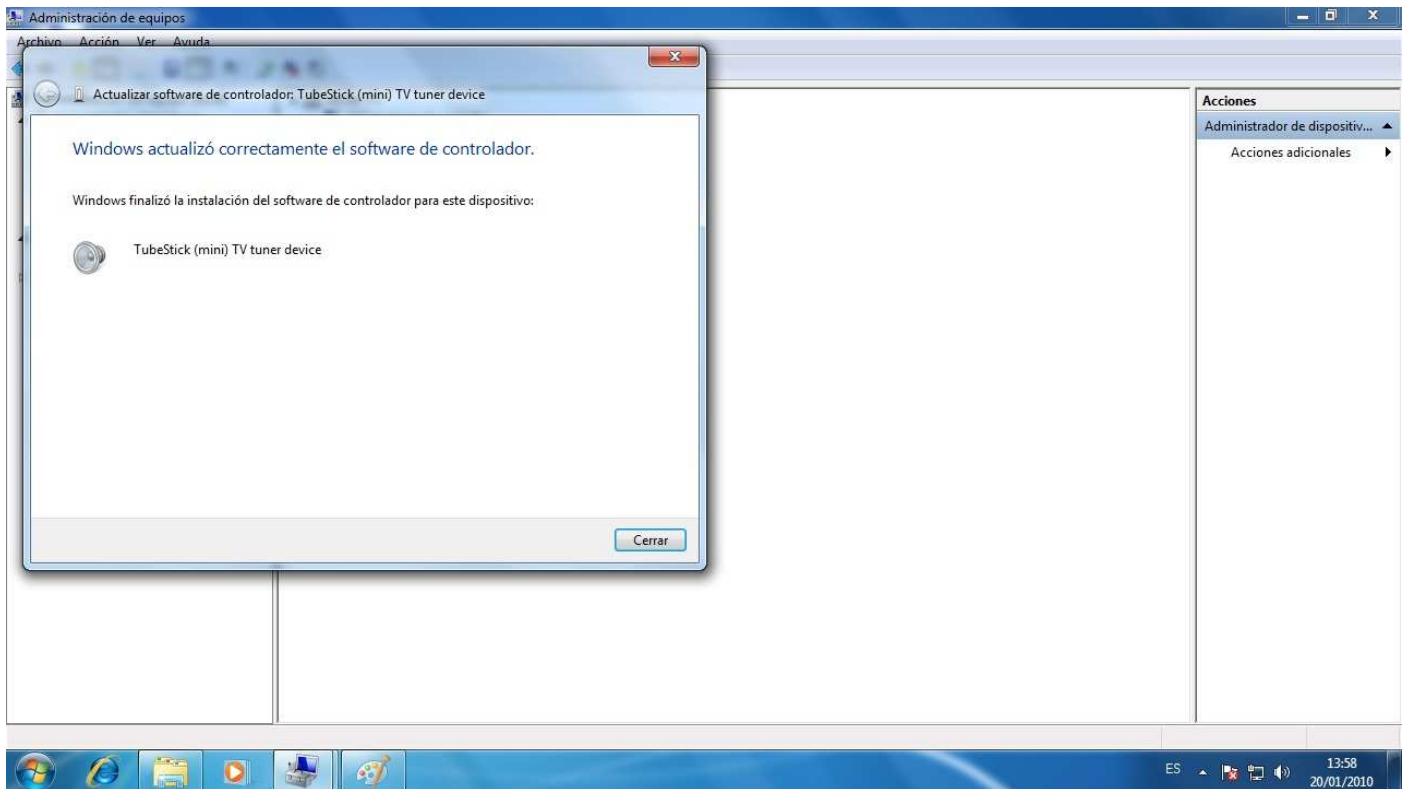 Administración de equipos
Archivo Acción Ver Ayuda
Actualizar software de controlador: TubeStick (mini) TV tuner device
Windows actualizó correctamente el software de controlador.
Windows finalizó la instalación del software de controlador para este dispositivo:
TubeStick (mini) TV tuner device
Cerrar
Acciones
Administrador de dispositiv...
Acciones adicionales
ES
13:58
20/01/2010